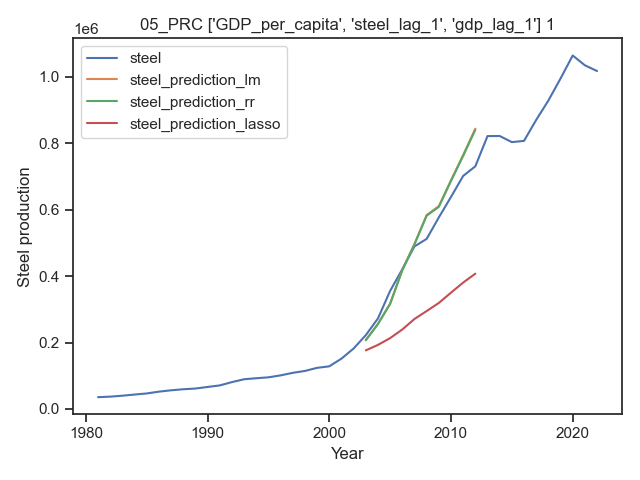 05_PRC ['GDP_per_capita', 'steel_lag_1', 'gdp_lag_1'] 1
1e6
steel
steel_prediction_lm
steel_prediction_rr
steel_prediction_lasso
1.0
0.8
0.6
0.4
0.2
0.0
Steel production
1980
1990
2000
2010
2020
Year